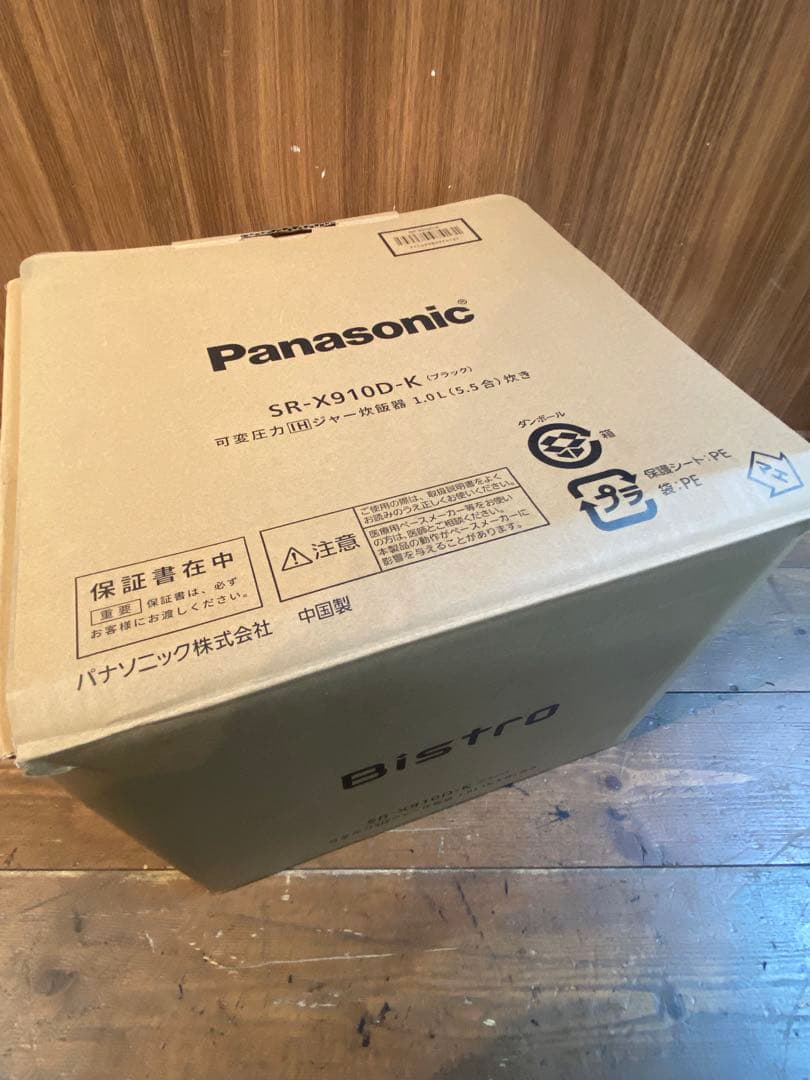 Panasonic®
SR-X910D-K (ブラック)
可変圧力IHジャー炊飯器 1.0L(5.5合)炊き
ダンボール
箱
プラ
保護シート:PE
袋:PE
保証書在中
重要 保証書は、必ず
お客様にお渡しください。
注意
ご使用の際は、取扱説明書をよく
お読みのうえ正しくお使いください。
医療用ペースメーカー等をお使い
の方は、医師とご相談ください。
本製品の動作がペースメーカーに
影響を与えることがあります。
パナソニック株式会社 中国製
Bistro
SR-X910D-K (ブラック)